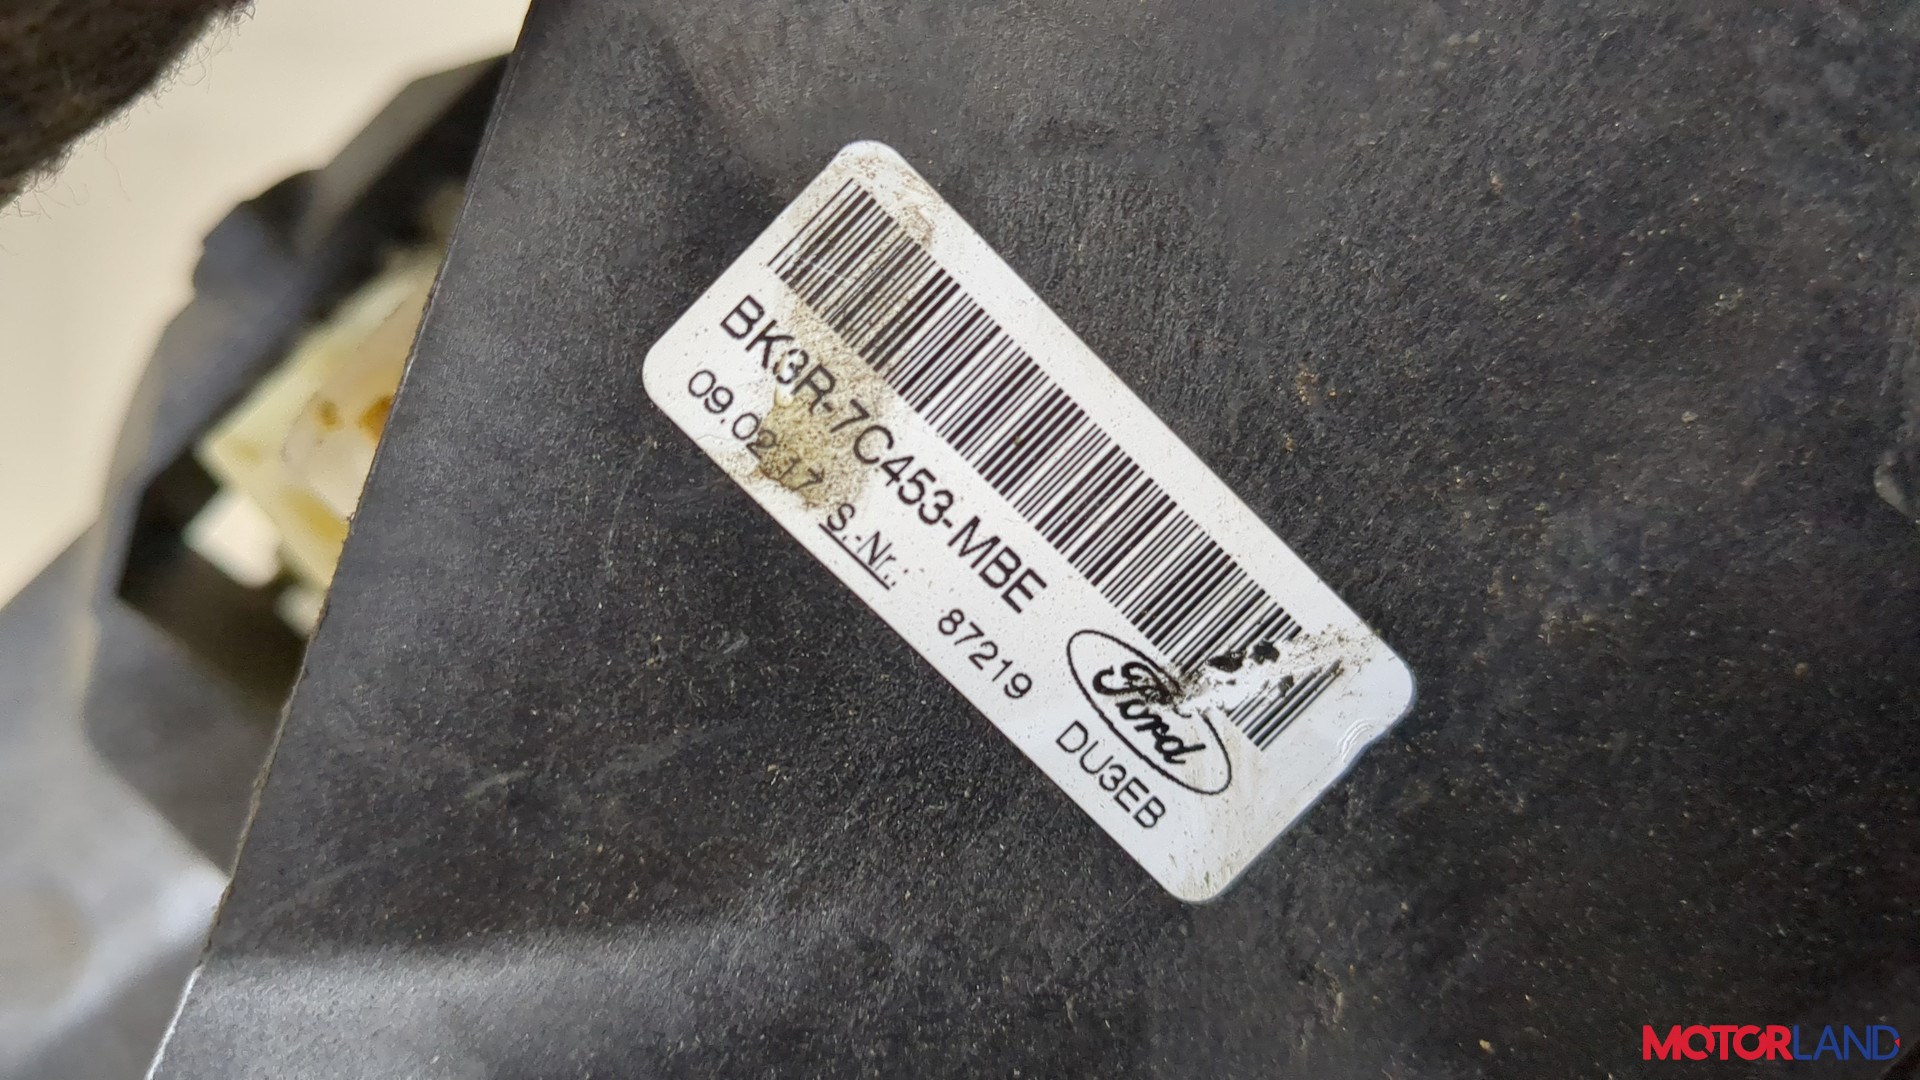 BK3R-7C453-MBE
09.02.17 S.-Nr.: 87219 DU3EB
Ford
MOTORLAND